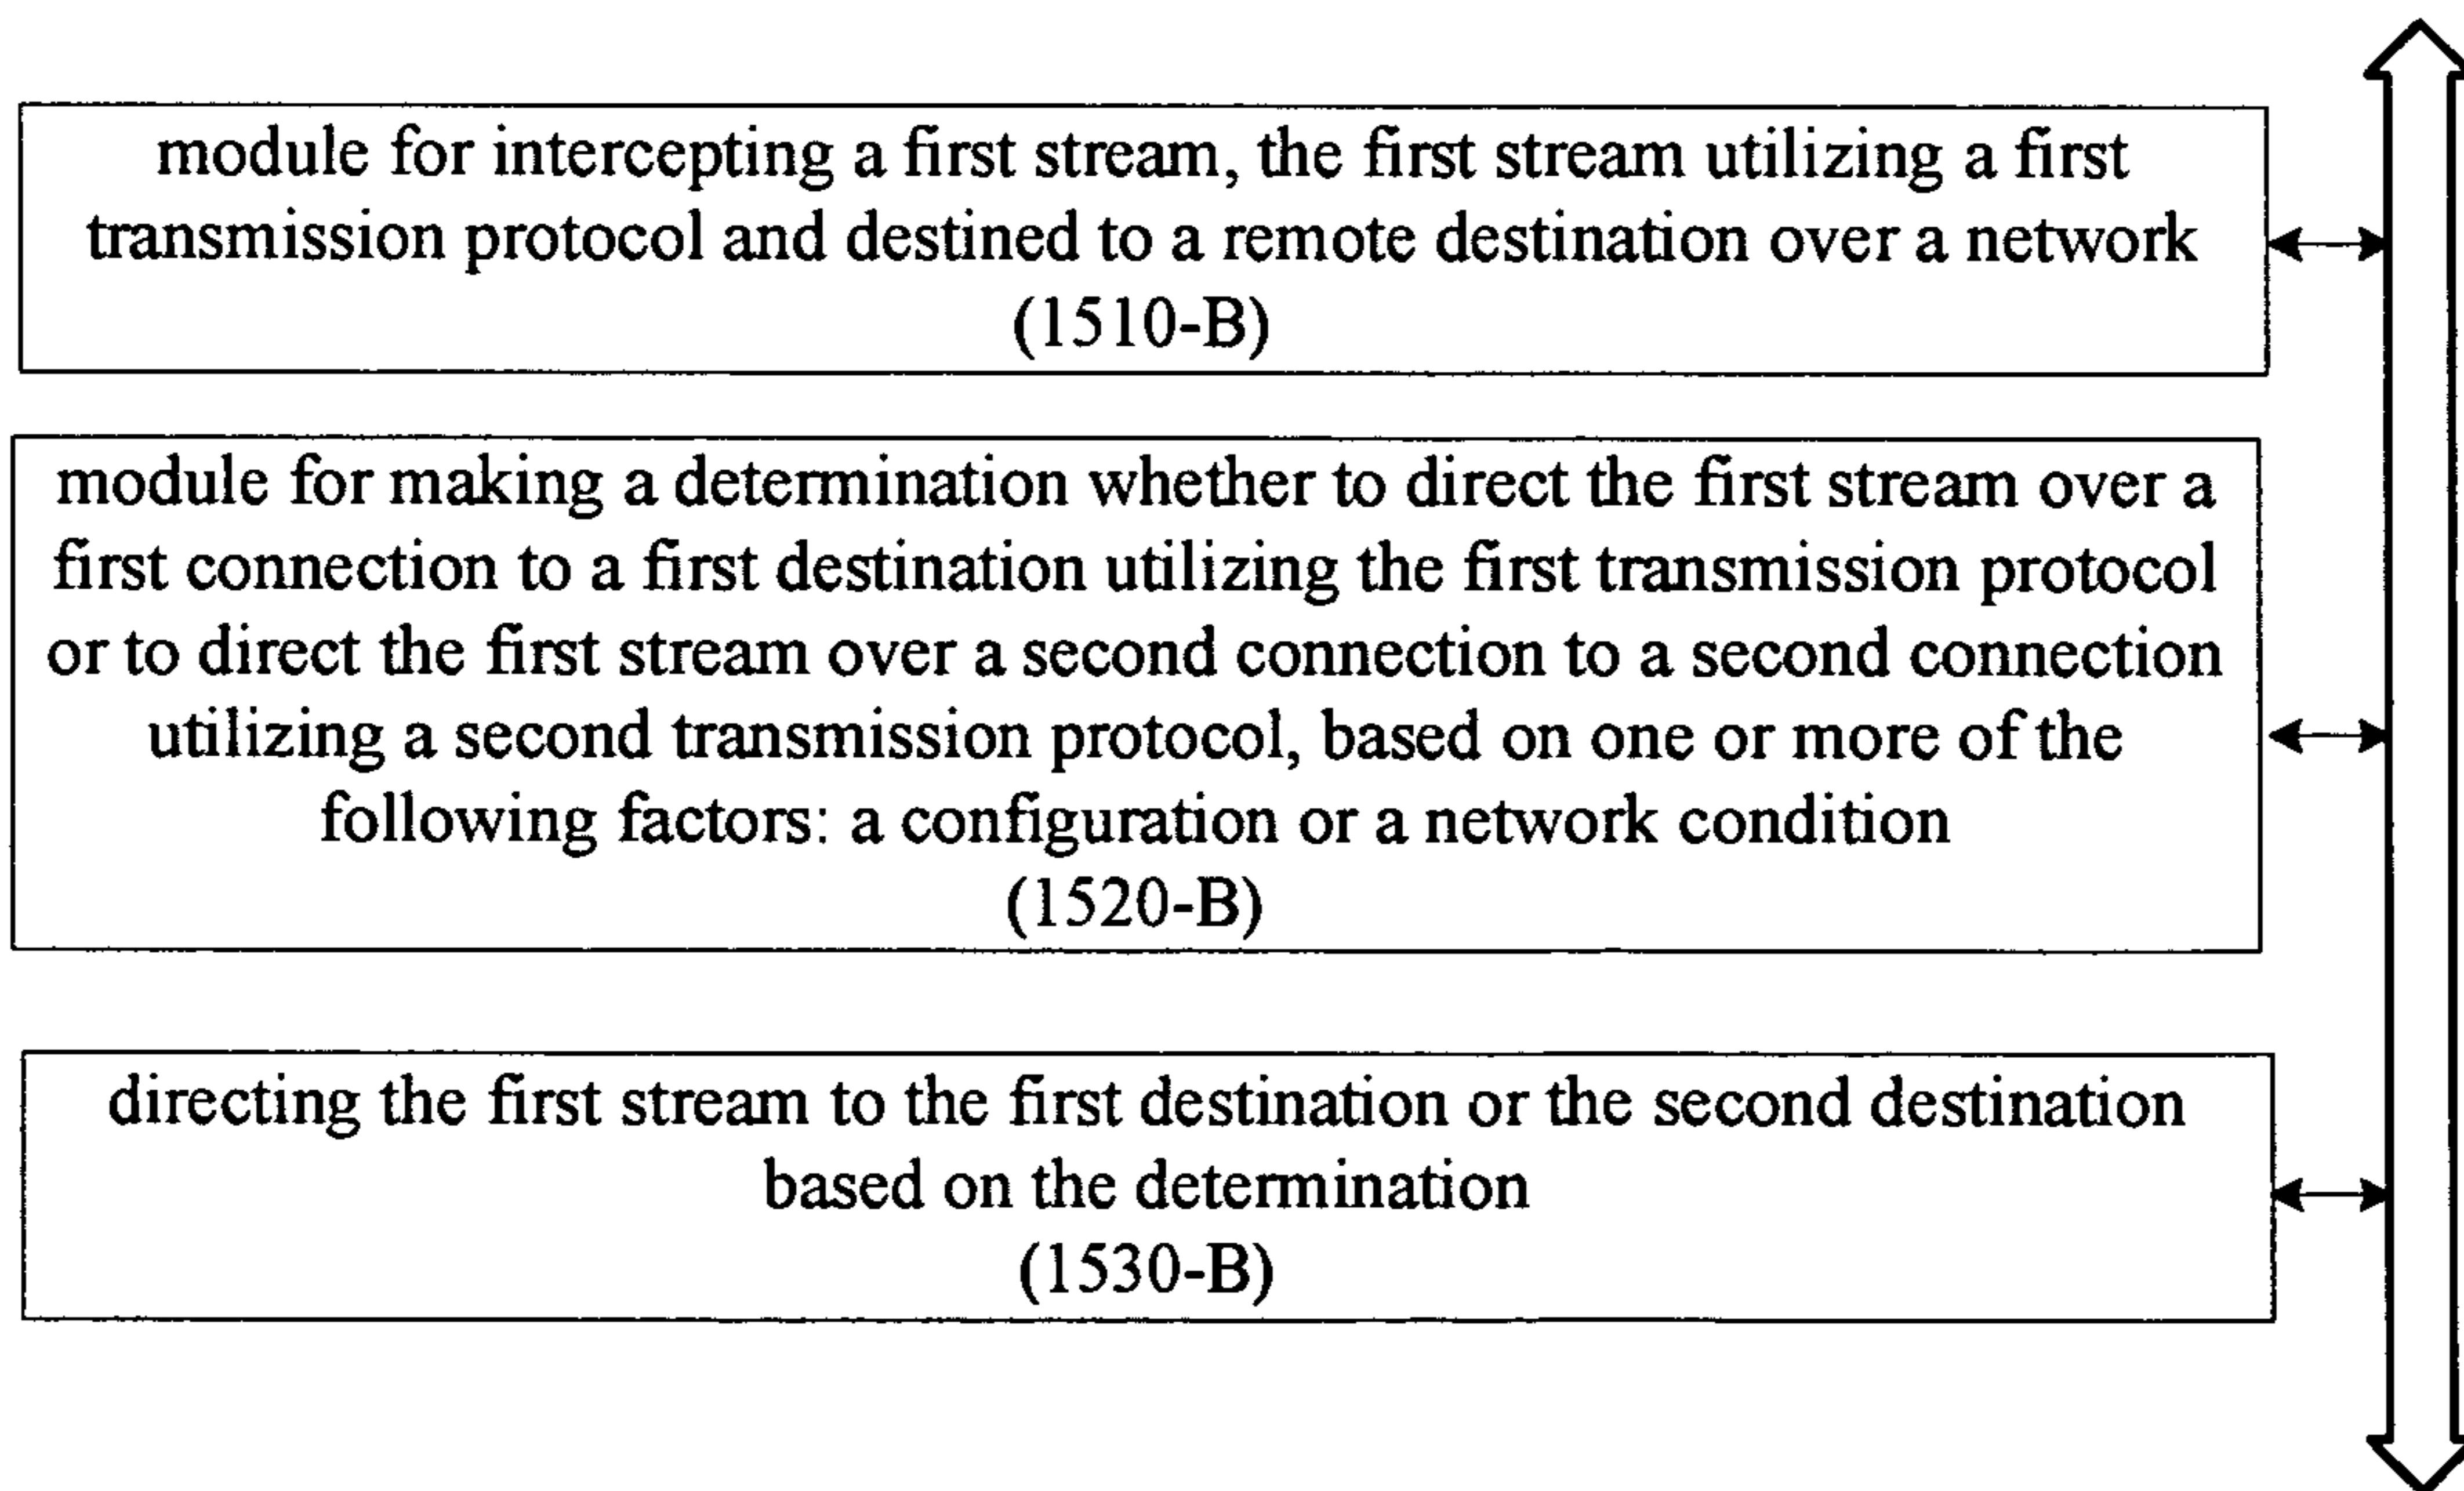 module for intercepting a first stream, the first stream utilizing a first
transmission protocol and destined to a remote destination over a network
(1510-B)
module for making a determination whether to direct the first stream over a
first connection to a first destination utilizing the first transmission protocol
or to direct the first stream over a second connection to a second connection
utilizing a second transmission protocol, based on one or more of the
following factors: a configuration or a network condition
(1520-B)
directing the first stream to the first destination or the second destination
based on the determination
(1530-B)